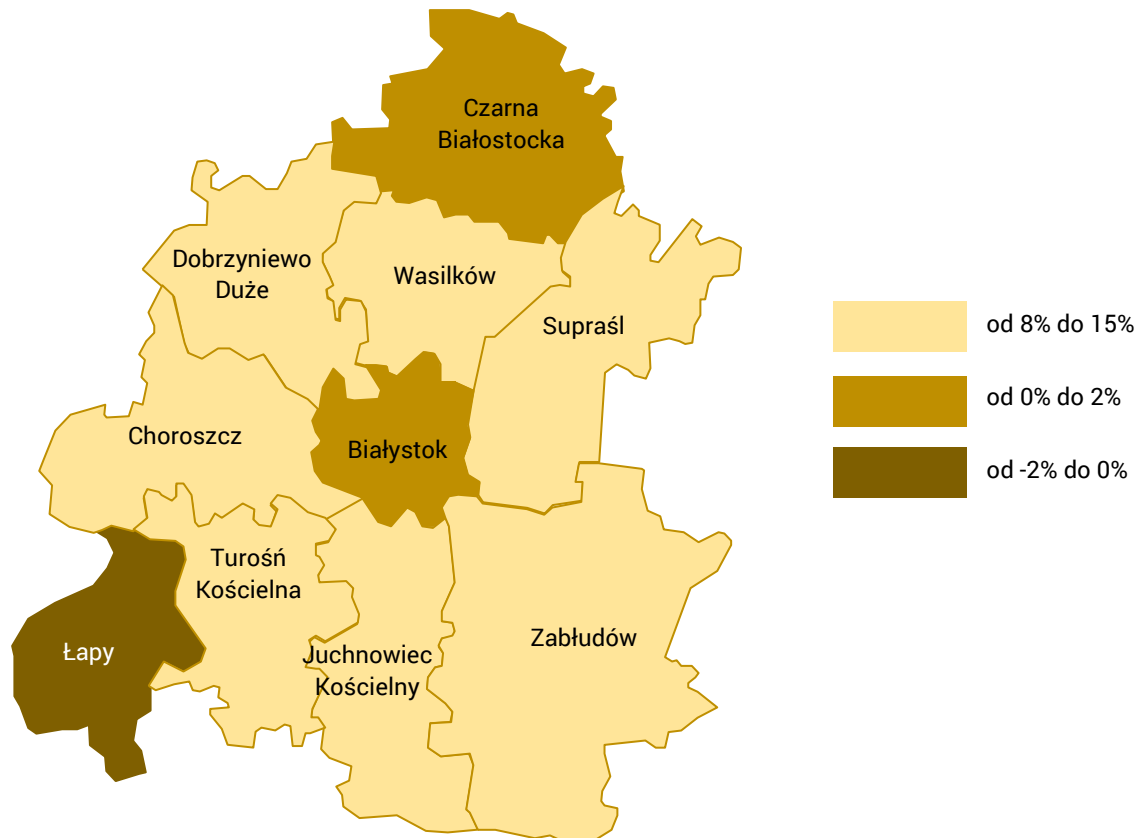 Czarna
Białostocka
Dobrzyniewo
Duże
Wasilków
Supraśl
Choroszcz
Białystok
Turośń
Kościelna
Łapy
Juchnowiec
Kościelny
Zabłudów
od 8% do 15%
od 0% do 2%
od -2% do 0%